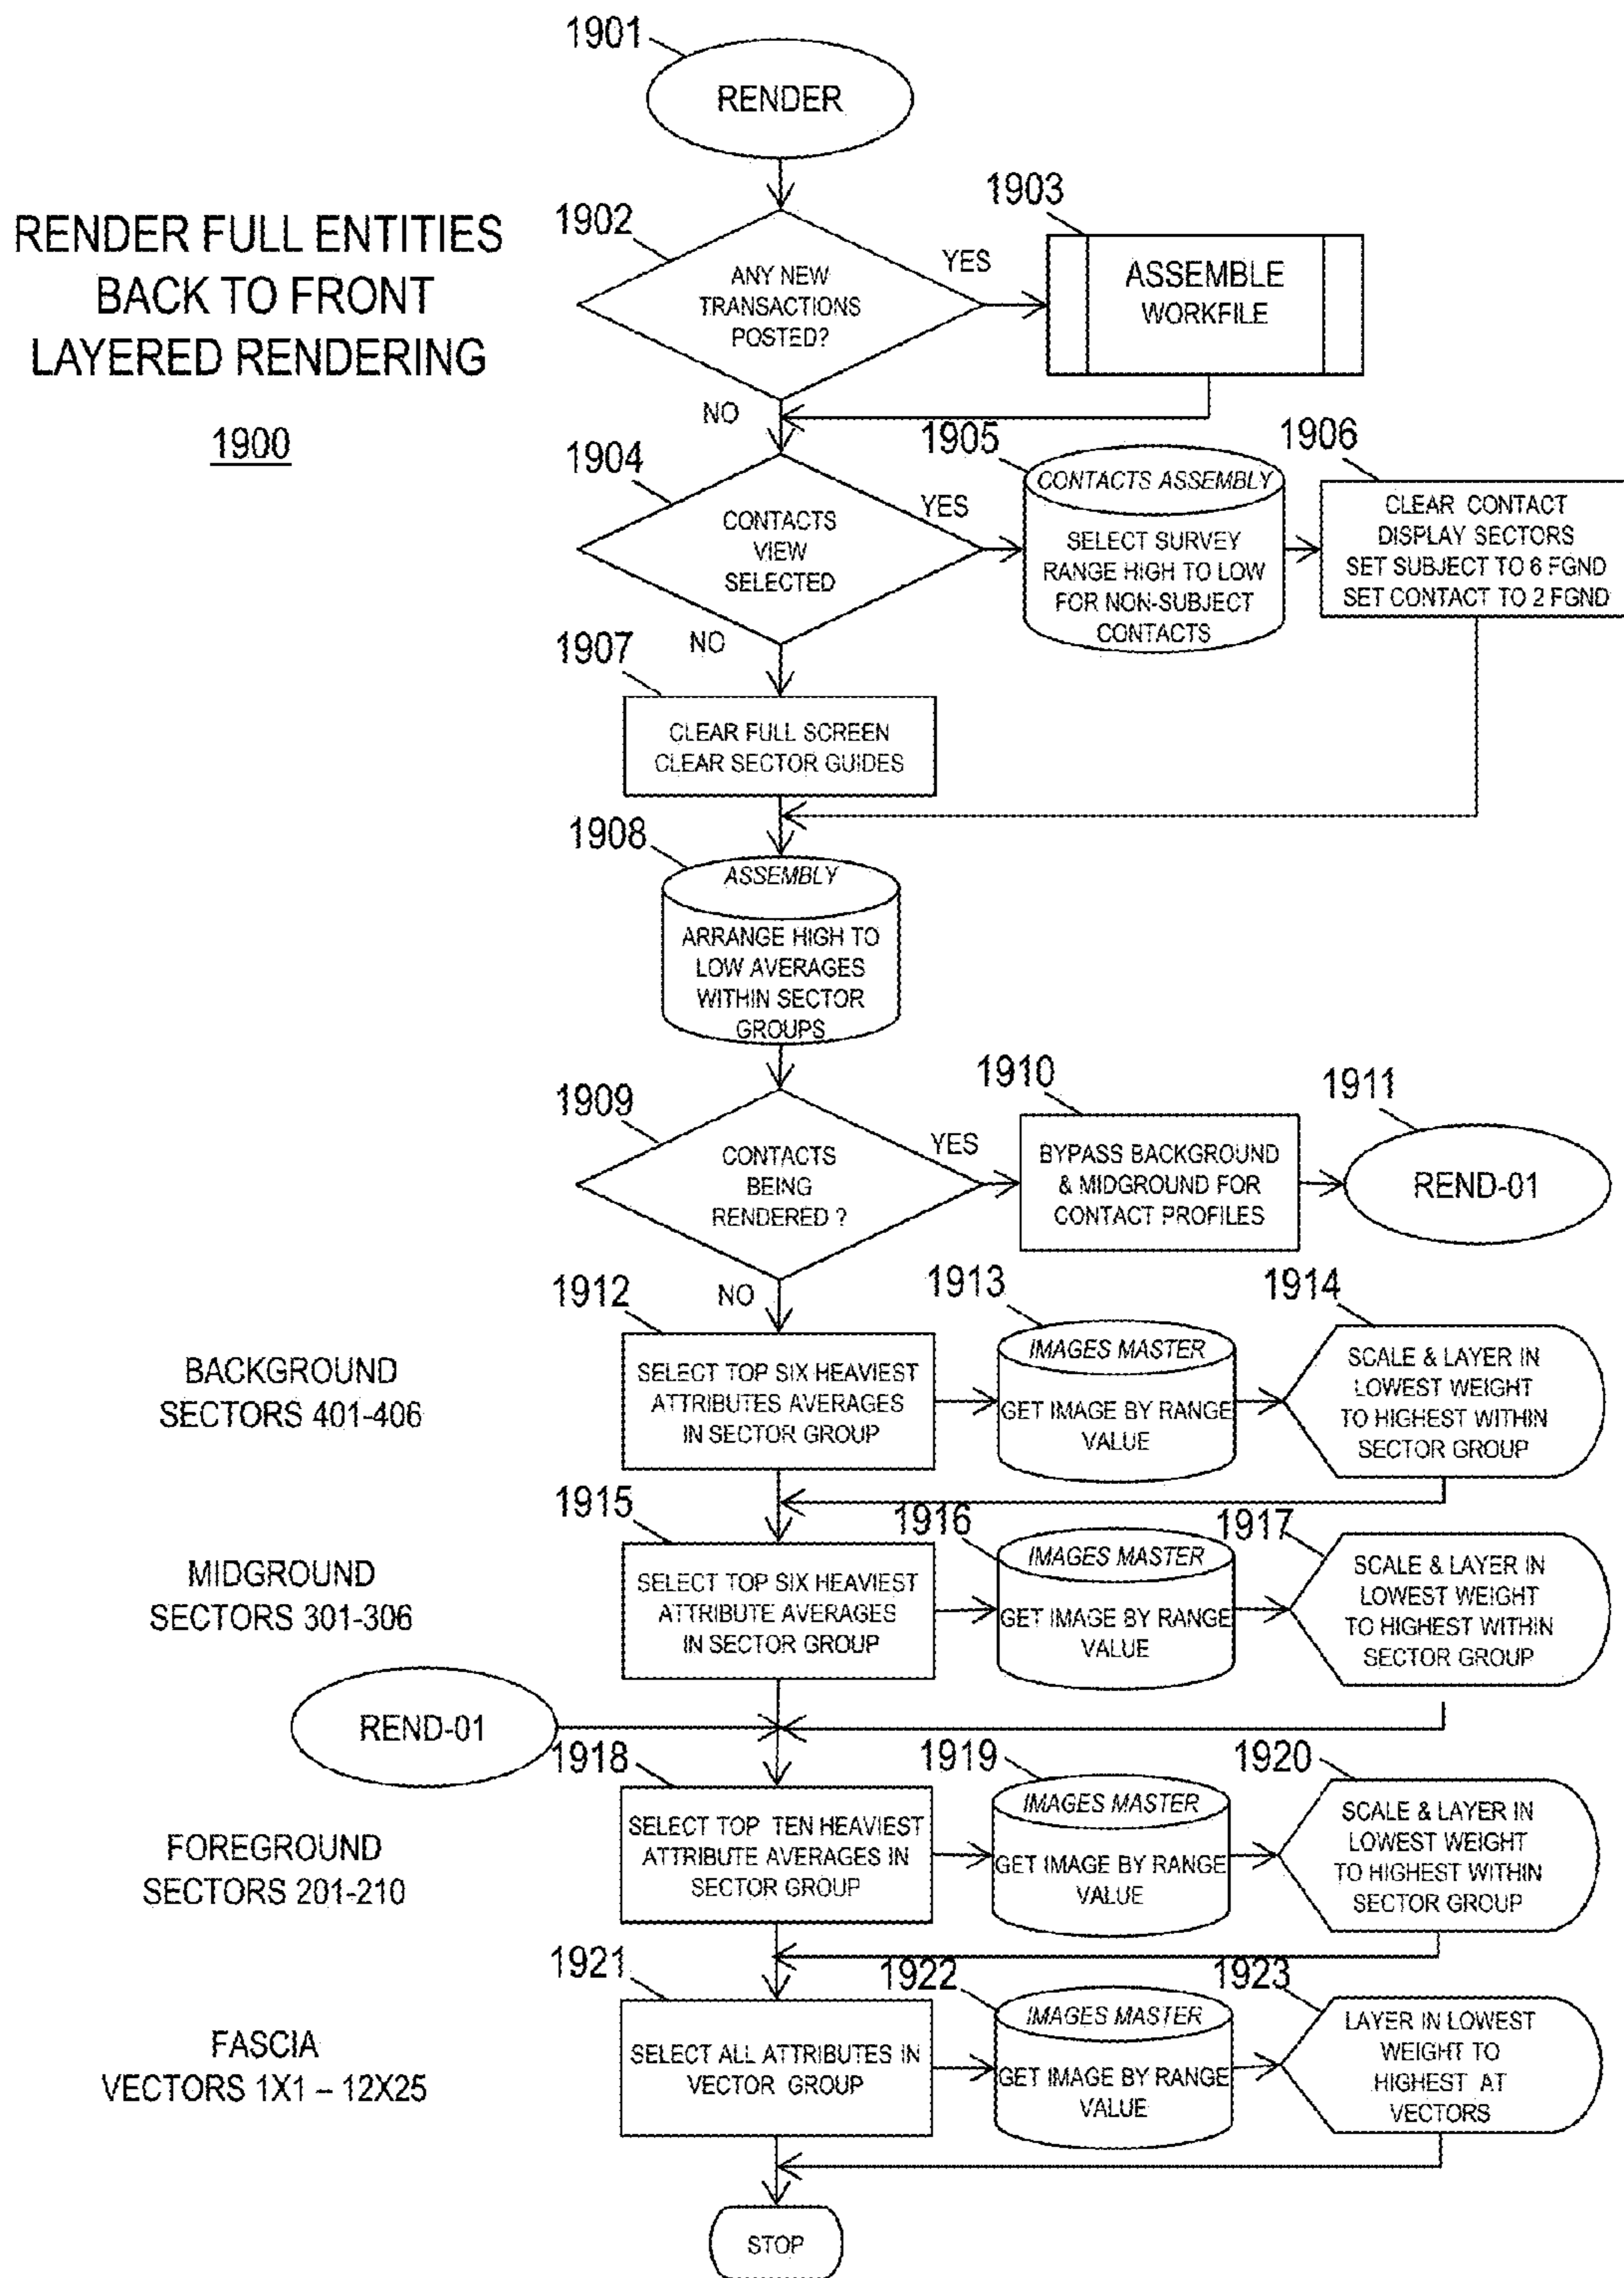 1901
RENDER
RENDER FULL ENTITIES
BACK TO FRONT
LAYERED RENDERING
1900
1902
ANY NEW
TRANSACTIONS
POSTED?
YES
1903
ASSEMBLE
WORKFILE
NO
1904
CONTACTS
VIEW
SELECTED
YES
1905
CONTACTS ASSEMBLY
SELECT SURVEY
RANGE HIGH TO LOW
FOR NON-SUBJECT
CONTACTS
1906
CLEAR CONTACT
DISPLAY SECTORS
SET SUBJECT TO 6 FGND
SET CONTACT TO 2 FGND
NO
1907
CLEAR FULL SCREEN
CLEAR SECTOR GUIDES
1908
ASSEMBLY
ARRANGE HIGH TO
LOW AVERAGES
WITHIN SECTOR
GROUPS
1909
CONTACTS
BEING
RENDERED ?
YES
1910
BYPASS BACKGROUND
& MIDGROUND FOR
CONTACT PROFILES
1911
REND-01
NO
BACKGROUND
SECTORS 401-406
1912
SELECT TOP SIX HEAVIEST
ATTRIBUTES AVERAGES
IN SECTOR GROUP
1913
IMAGES MASTER
GET IMAGE BY RANGE
VALUE
1914
SCALE & LAYER IN
LOWEST WEIGHT
TO HIGHEST WITHIN
SECTOR GROUP
MIDGROUND
SECTORS 301-306
1915
SELECT TOP SIX HEAVIEST
ATTRIBUTE AVERAGES
IN SECTOR GROUP
1916
IMAGES MASTER
GET IMAGE BY RANGE
VALUE
1917
SCALE & LAYER IN
LOWEST WEIGHT
TO HIGHEST WITHIN
SECTOR GROUP
REND-01
FOREGROUND
SECTORS 201-210
1918
SELECT TOP TEN HEAVIEST
ATTRIBUTE AVERAGES IN
SECTOR GROUP
1919
IMAGES MASTER
GET IMAGE BY RANGE
VALUE
1920
SCALE & LAYER IN
LOWEST WEIGHT
TO HIGHEST WITHIN
SECTOR GROUP
FASCIA
VECTORS 1X1 – 12X25
1921
SELECT ALL ATTRIBUTES IN
VECTOR GROUP
1922
IMAGES MASTER
GET IMAGE BY RANGE
VALUE
1923
LAYER IN LOWEST
WEIGHT TO
HIGHEST AT
VECTORS
STOP